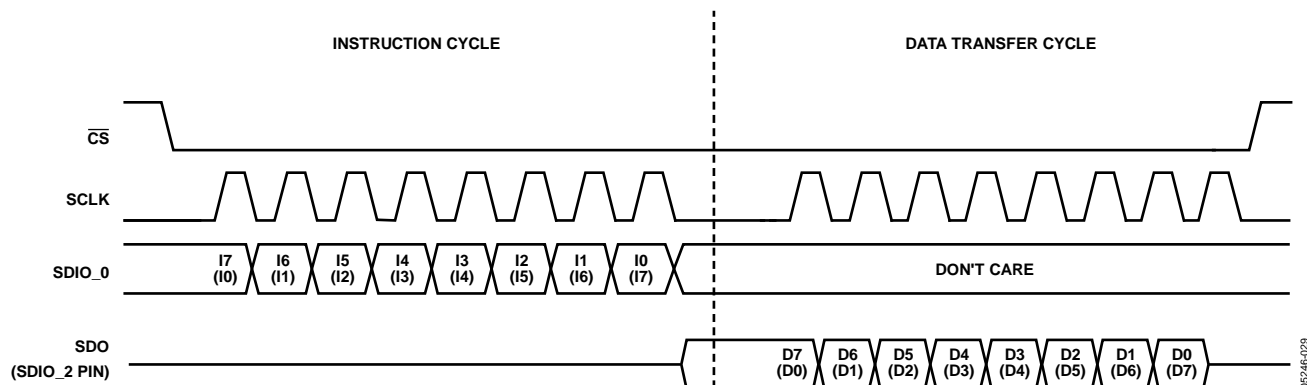 INSTRUCTION CYCLE
DATA TRANSFER CYCLE
CS
SCLK
SDIO_0
I7 I6 I5 I4 I3 I2 I1 I0
(I0) (I1) (I2) (I3) (I4) (I5) (I6) (I7)
DON'T CARE
SDO
(SDIO_2 PIN)
D7 D6 D5 D4 D3 D2 D1 D0
(D0) (D1) (D2) (D3) (D4) (D5) (D6) (D7)
05246-029